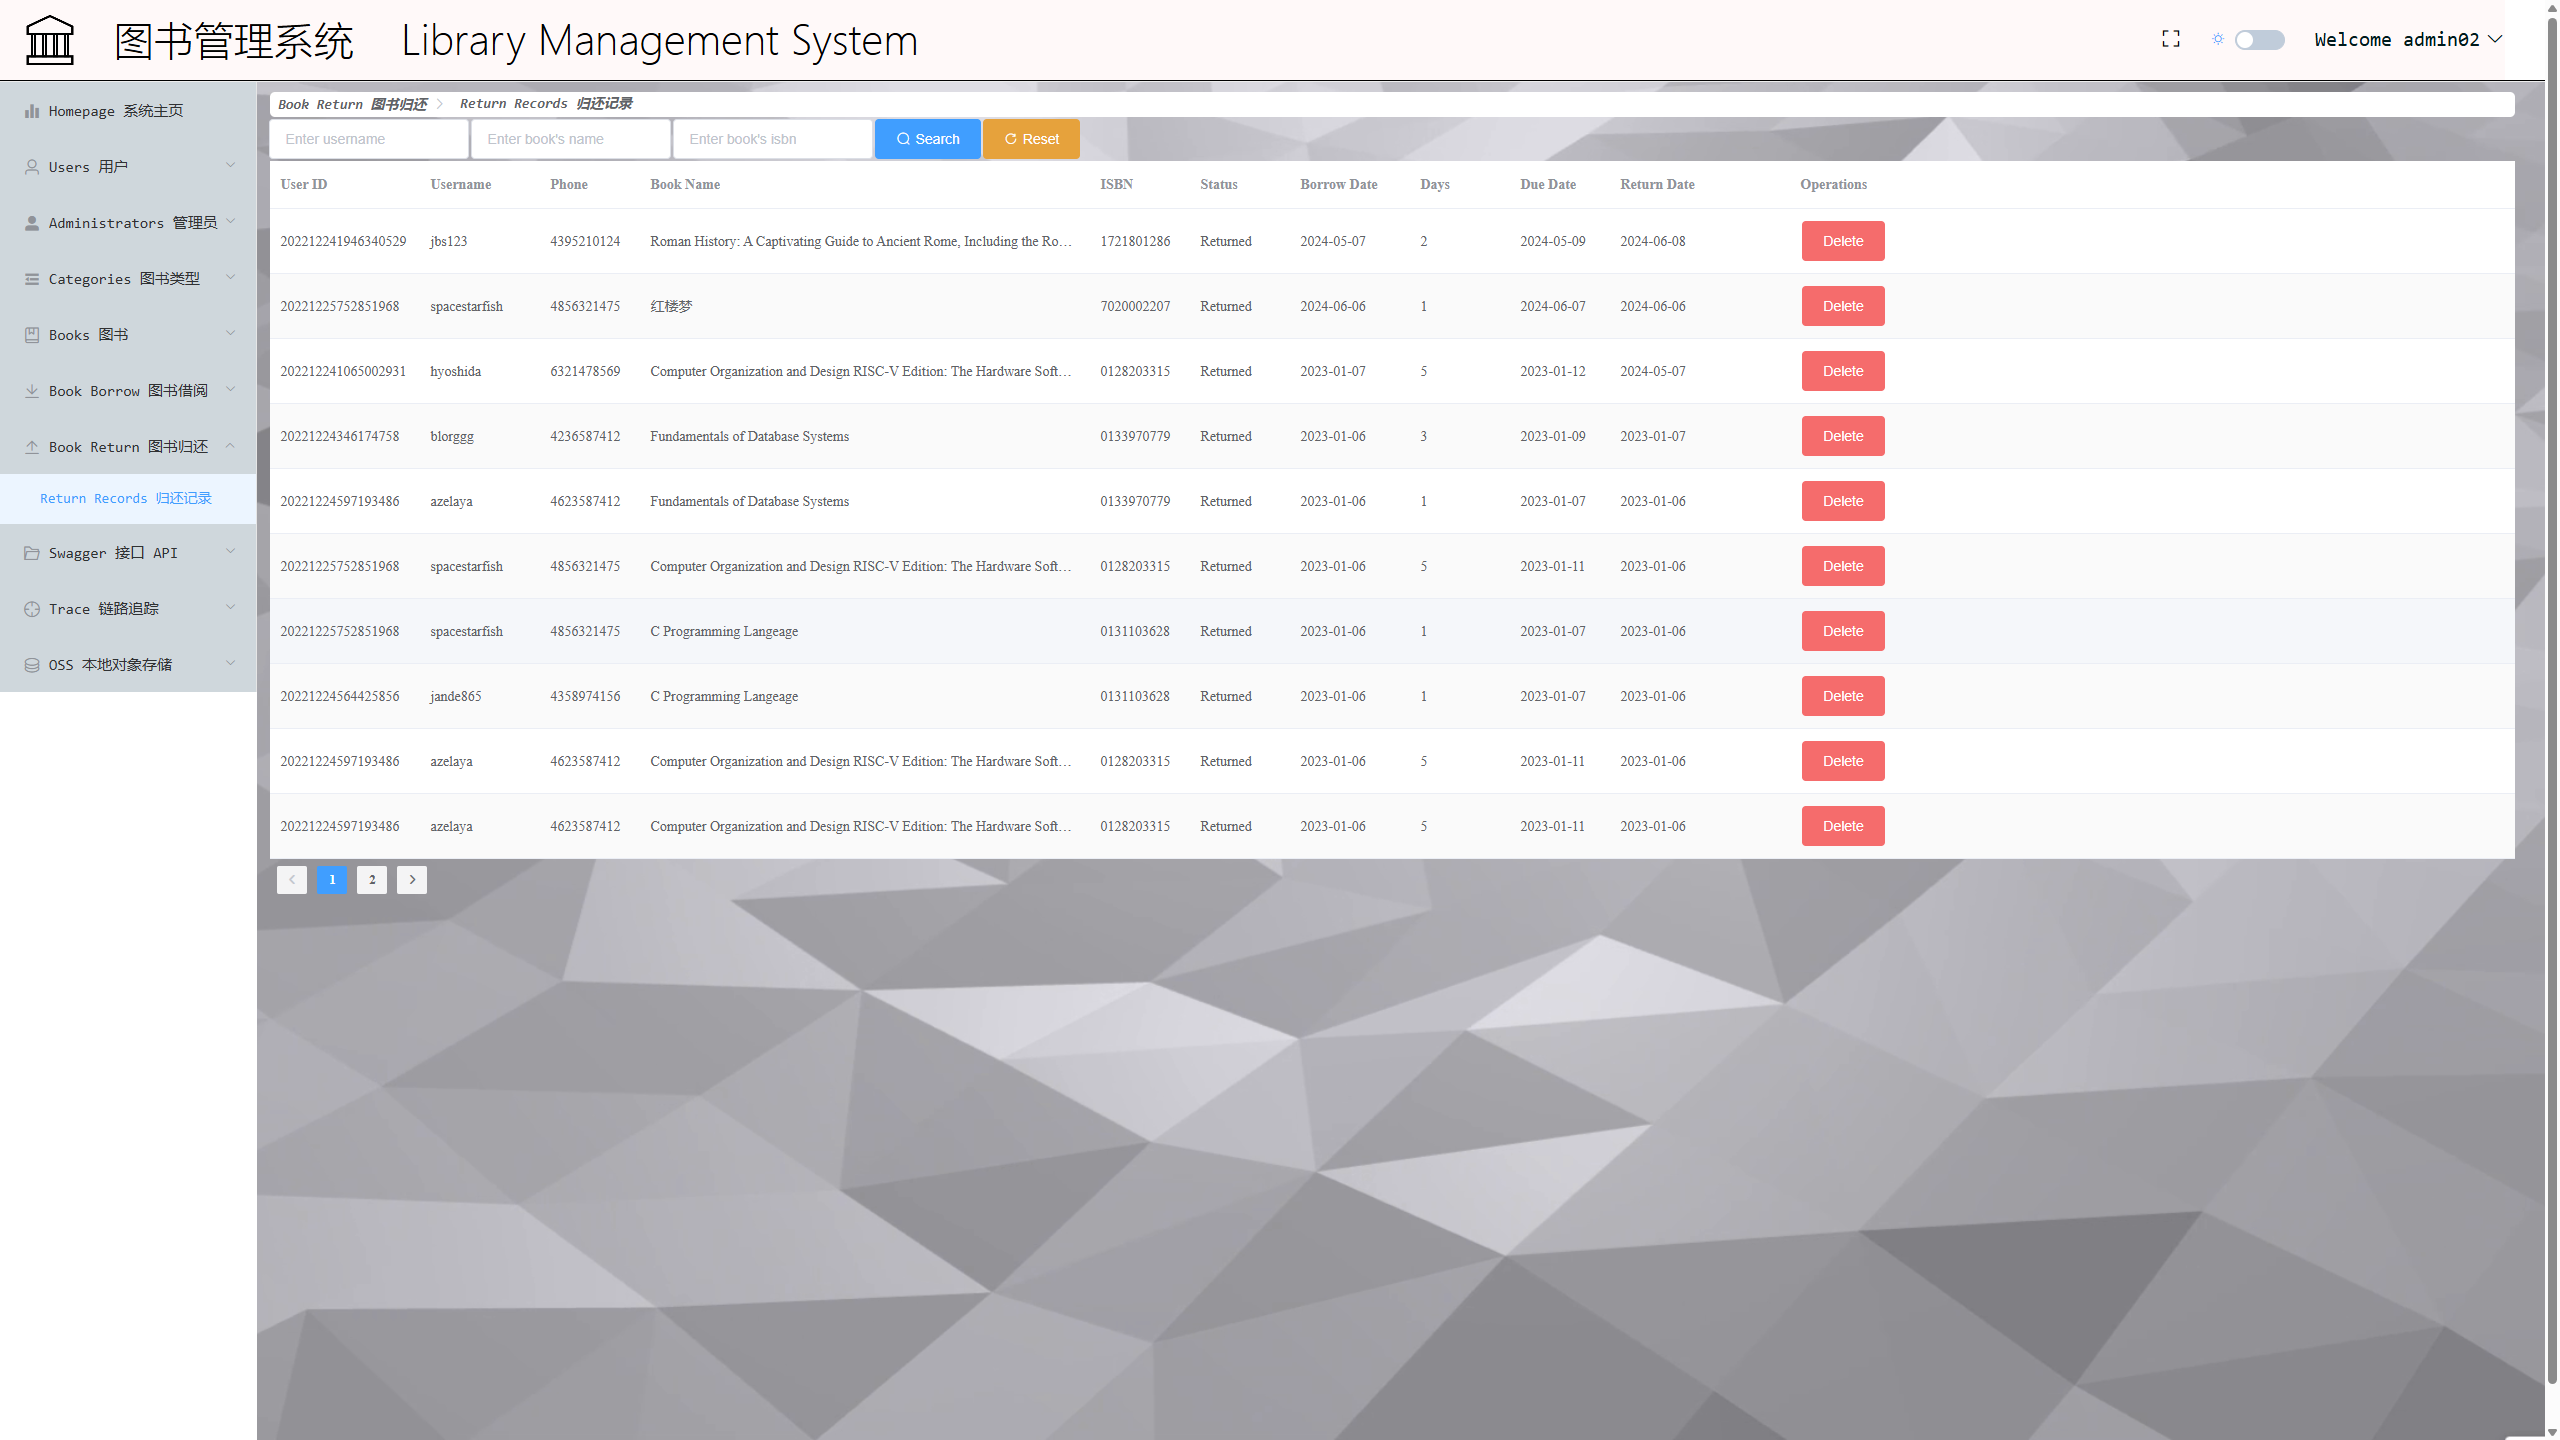 图书管理系统 Library Management System
Welcome admin02
Homepage 系统主页
Users 用户
Administrators 管理员
Categories 图书类型
Books 图书
Book Borrow 图书借阅
Book Return 图书归还
Return Records 归还记录
Swagger 接口 API
Trace 链路追踪
OSS 本地对象存储
Book Return 图书归还 Return Records 归还记录
Enter username Enter book's name Enter book's isbn Search Reset
User ID Username Phone Book Name ISBN Status Borrow Date Days Due Date Return Date Operations
202212241946340529 jbs123 4395210124 Roman History: A Captivating Guide to Ancient Rome, Including the Ro… 1721801286 Returned 2024-05-07 2 2024-05-09 2024-06-08 Delete
20221225752851968 spacestarfish 4856321475 红楼梦 7020002207 Returned 2024-06-06 1 2024-06-07 2024-06-06 Delete
202212241065002931 hyoshida 6321478569 Computer Organization and Design RISC-V Edition: The Hardware Soft… 0128203315 Returned 2023-01-07 5 2023-01-12 2024-05-07 Delete
20221224346174758 blorggg 4236587412 Fundamentals of Database Systems 0133970779 Returned 2023-01-06 3 2023-01-09 2023-01-07 Delete
20221224597193486 azelaya 4623587412 Fundamentals of Database Systems 0133970779 Returned 2023-01-06 1 2023-01-07 2023-01-06 Delete
20221225752851968 spacestarfish 4856321475 Computer Organization and Design RISC-V Edition: The Hardware Soft… 0128203315 Returned 2023-01-06 5 2023-01-11 2023-01-06 Delete
20221225752851968 spacestarfish 4856321475 C Programming Langeage 0131103628 Returned 2023-01-06 1 2023-01-07 2023-01-06 Delete
20221224564425856 jande865 4358974156 C Programming Langeage 0131103628 Returned 2023-01-06 1 2023-01-07 2023-01-06 Delete
20221224597193486 azelaya 4623587412 Computer Organization and Design RISC-V Edition: The Hardware Soft… 0128203315 Returned 2023-01-06 5 2023-01-11 2023-01-06 Delete
20221224597193486 azelaya 4623587412 Computer Organization and Design RISC-V Edition: The Hardware Soft… 0128203315 Returned 2023-01-06 5 2023-01-11 2023-01-06 Delete
1 2